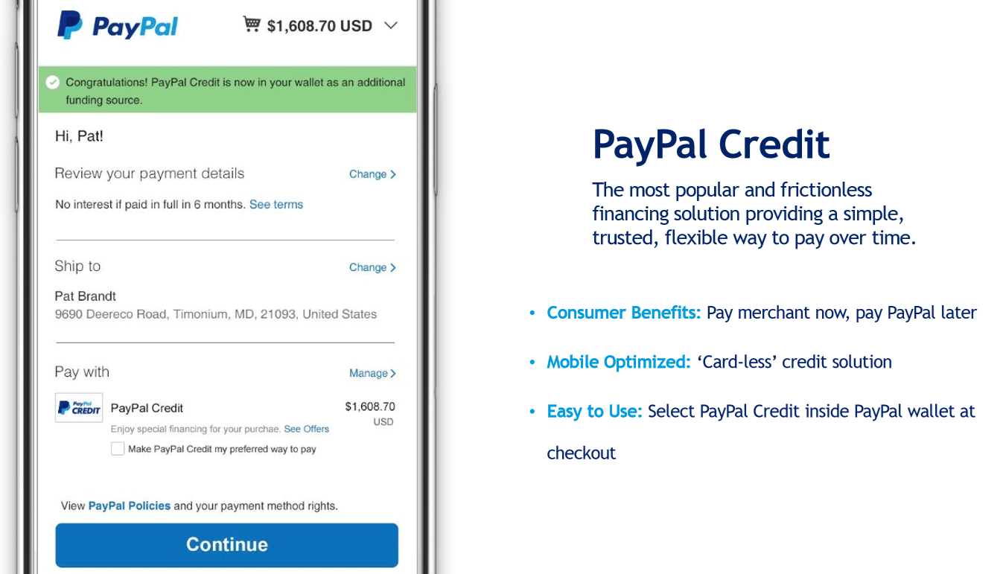 PayPal
$1,608.70 USD
Congratulations! PayPal Credit is now in your wallet as an additional
funding source.
Hi, Pat!
Review your payment details
Change >
No interest if paid in full in 6 months. See terms
Ship to
Change >
Pat Brandt
9690 Deereco Road, Timonium, MD, 21093, United States
Pay with
Manage >
PayPal
CREDIT
PayPal Credit
$1,608.70
USD
Enjoy special financing for your purchae. See Offers
Make PayPal Credit my preferred way to pay
View PayPal Policies and your payment method rights.
Continue
PayPal Credit
The most popular and frictionless
financing solution providing a simple,
trusted, flexible way to pay over time.
• Consumer Benefits: Pay merchant now, pay PayPal later
• Mobile Optimized: ‘Card-less’ credit solution
• Easy to Use: Select PayPal Credit inside PayPal wallet at
checkout